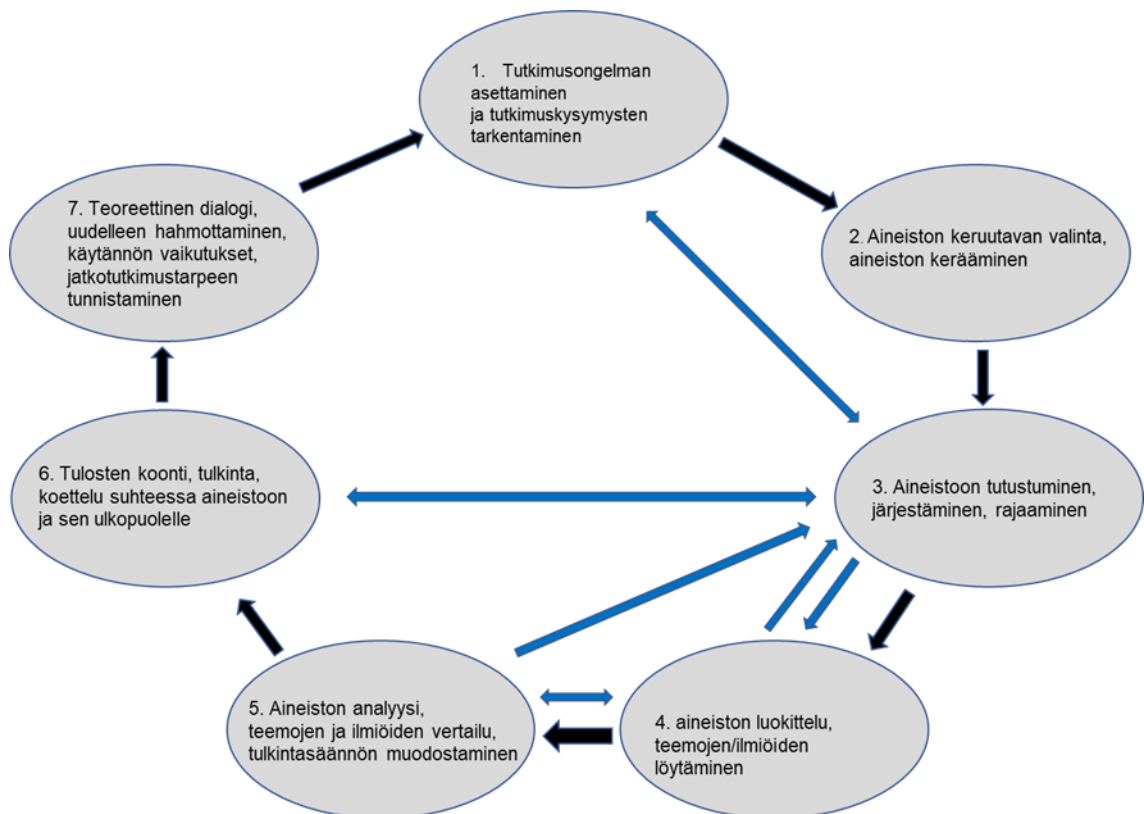 1. Tutkimusongelman
asettaminen
ja tutkimuskysymysten
tarkentaminen
2. Aineiston keruutavan valinta,
aineiston kerääminen
3. Aineistoon tutustuminen,
järjestäminen, rajaaminen
4. aineiston luokittelu,
teemojen/ilmiöiden
löytäminen
5. Aineiston analyysi,
teemojen ja ilmiöiden vertailu,
tulkintasäännön muodostaminen
6. Tulosten koonti, tulkinta,
koettelu suhteessa aineistoon
ja sen ulkopuolelle
7. Teoreettinen dialogi,
uudelleen hahmottaminen,
käytännön vaikutukset,
jatkotutkimustarpeen
tunnistaminen